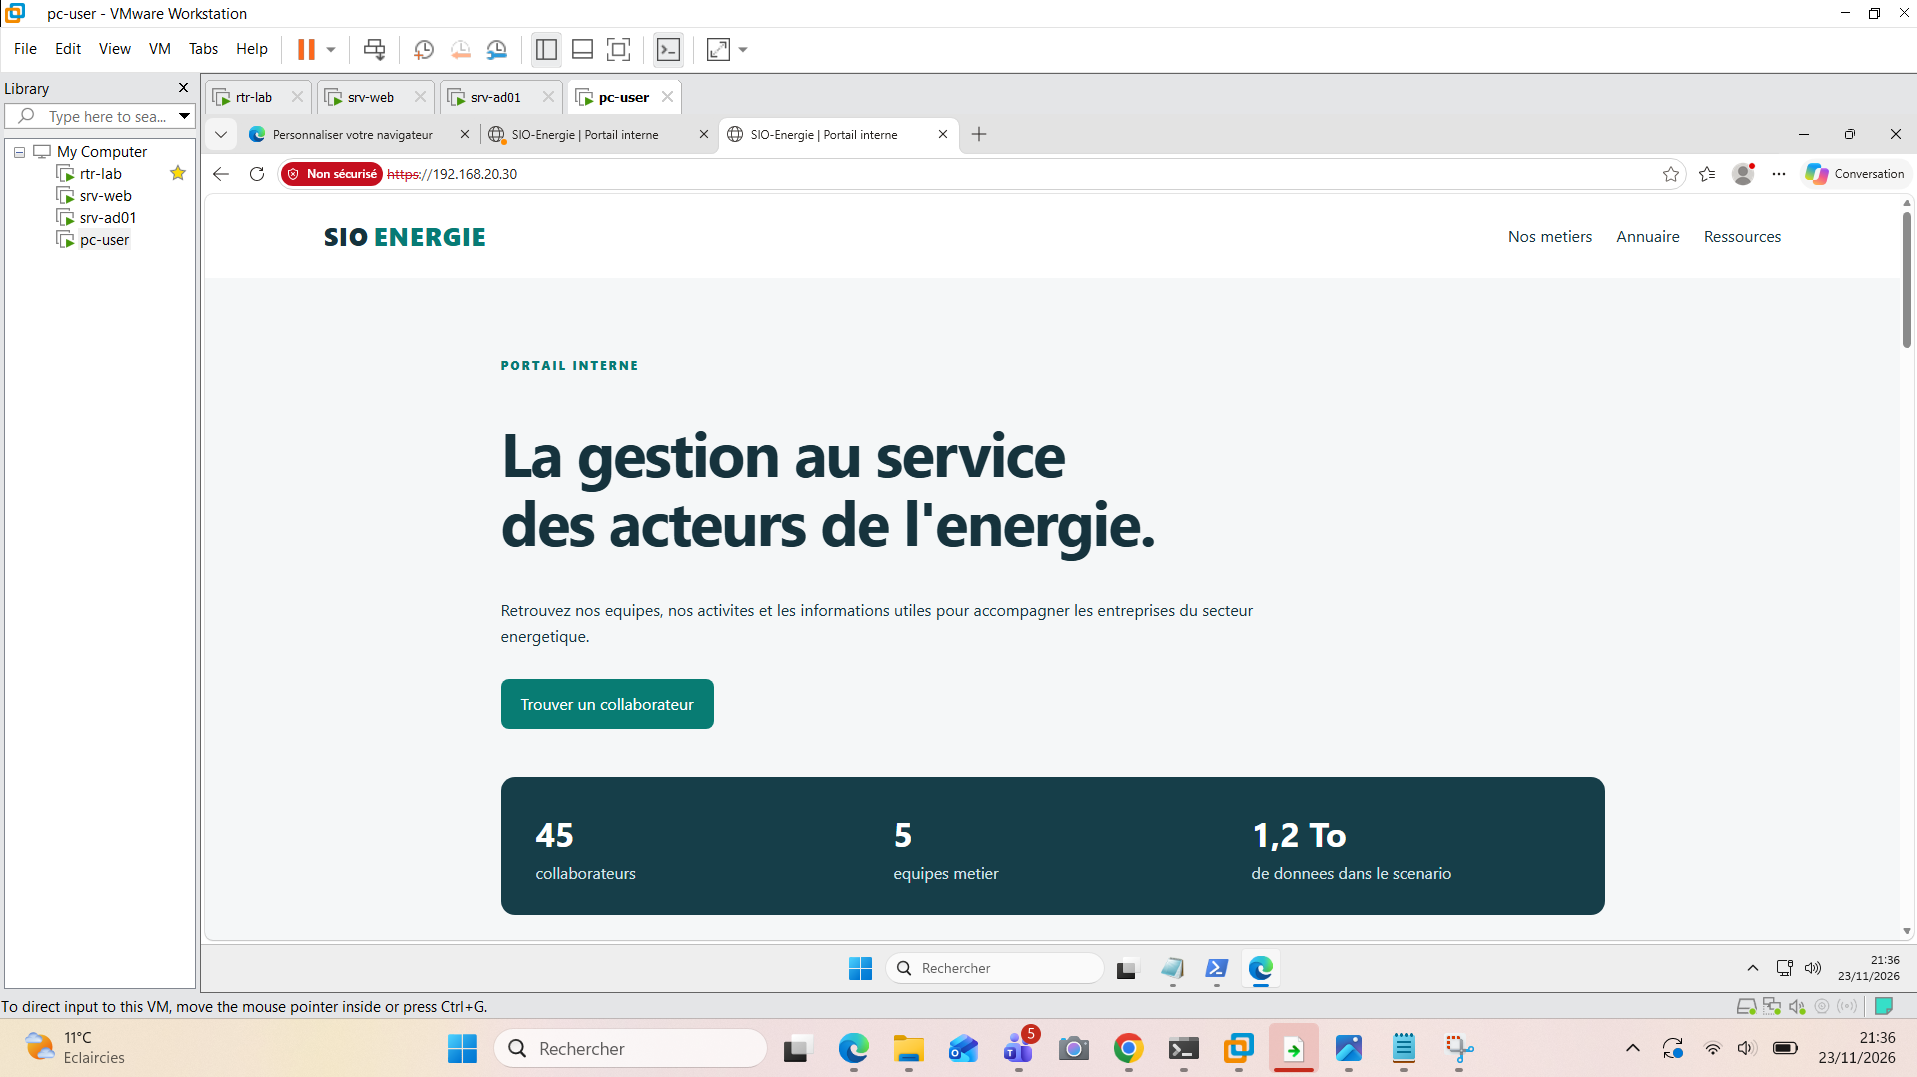 pc-user - VMware Workstation
File Edit View VM Tabs Help
Library
Type here to sea...
My Computer
rtr-lab
srv-web
srv-ad01
pc-user
rtr-lab srv-web srv-ad01 pc-user
Personnaliser votre navigateur SIO-Energie | Portail interne SIO-Energie | Portail interne
Non sécurisé https://192.168.20.30 Conversation
SIO ENERGIE Nos metiers Annuaire Ressources
PORTAIL INTERNE
La gestion au service
des acteurs de l'energie.
Retrouvez nos equipes, nos activites et les informations utiles pour accompagner les entreprises du secteur
energetique.
Trouver un collaborateur
45 5 1,2 To
collaborateurs equipes metier de donnees dans le scenario
Rechercher
21:36
23/11/2026
To direct input to this VM, move the mouse pointer inside or press Ctrl+G.
11°C
Eclaircies
Rechercher
5
21:36
23/11/2026